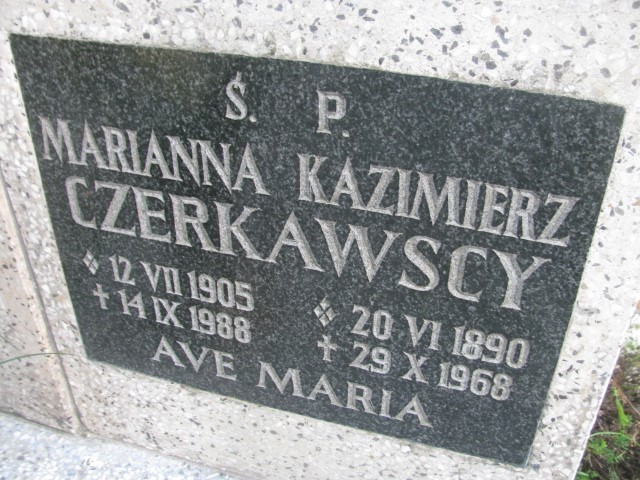 Ś. P.
MARIANNA KAZIMIERZ
CZERKAWSCY
12 VII 1905 20 VI 1890
✝ 14 IX 1988 ✝ 29 X 1968
AVE MARIA